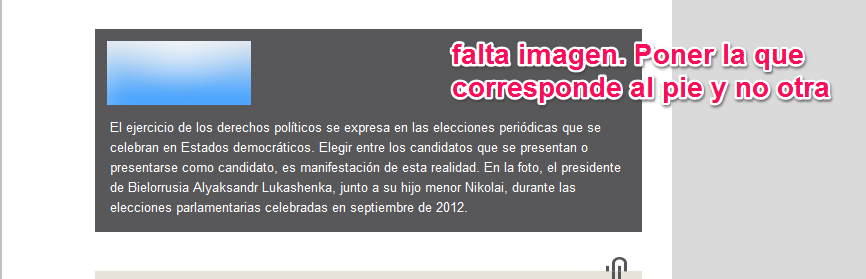 falta imagen. Poner la que
corresponde al pie y no otra
El ejercicio de los derechos políticos se expresa en las elecciones periódicas que se
celebran en Estados democráticos. Elegir entre los candidatos que se presentan o
presentarse como candidato, es manifestación de esta realidad. En la foto, el presidente
de Bielorrusia Alyaksandr Lukashenka, junto a su hijo menor Nikolai, durante las
elecciones parlamentarias celebradas en septiembre de 2012.